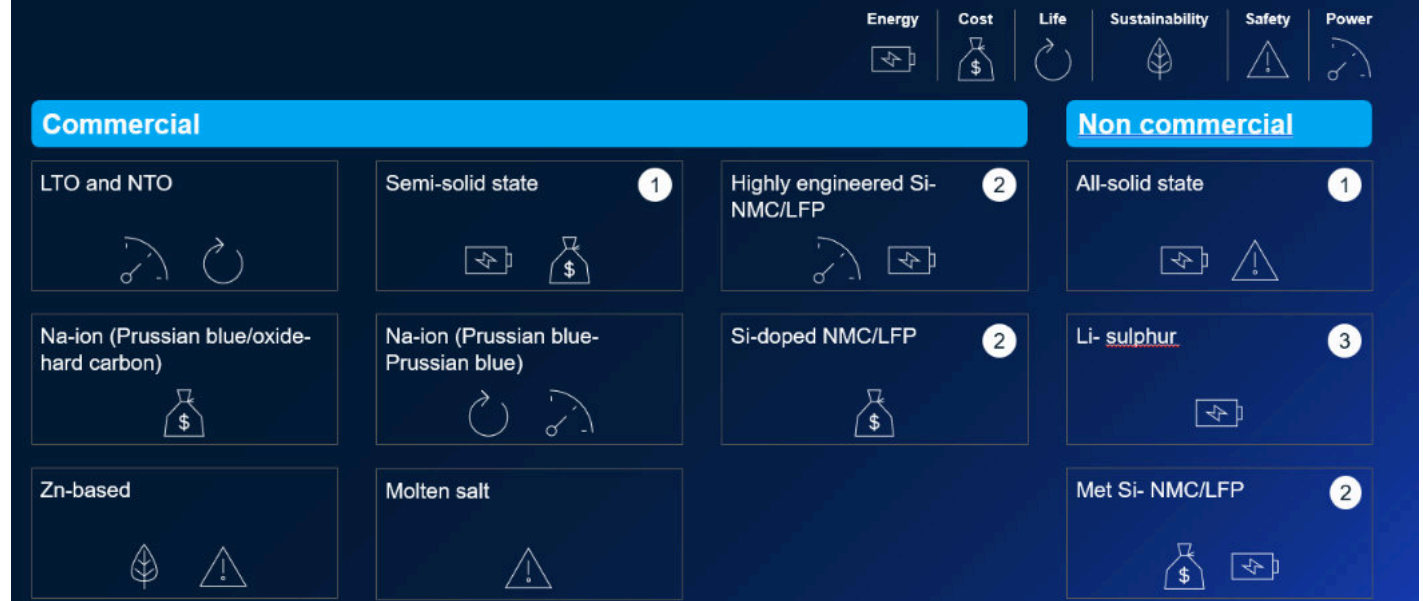 Energy Cost Life Sustainability Safety Power
$
Commercial
Non commercial
LTO and NTO
Semi-solid state 1
$
Highly engineered Si-
NMC/LFP 2
All-solid state 1
Na-ion (Prussian blue/oxide-
hard carbon)
$
Na-ion (Prussian blue-
Prussian blue)
Si-doped NMC/LFP 2
$
Li- sulphur 3
Zn-based
Molten salt
Met Si- NMC/LFP 2
$